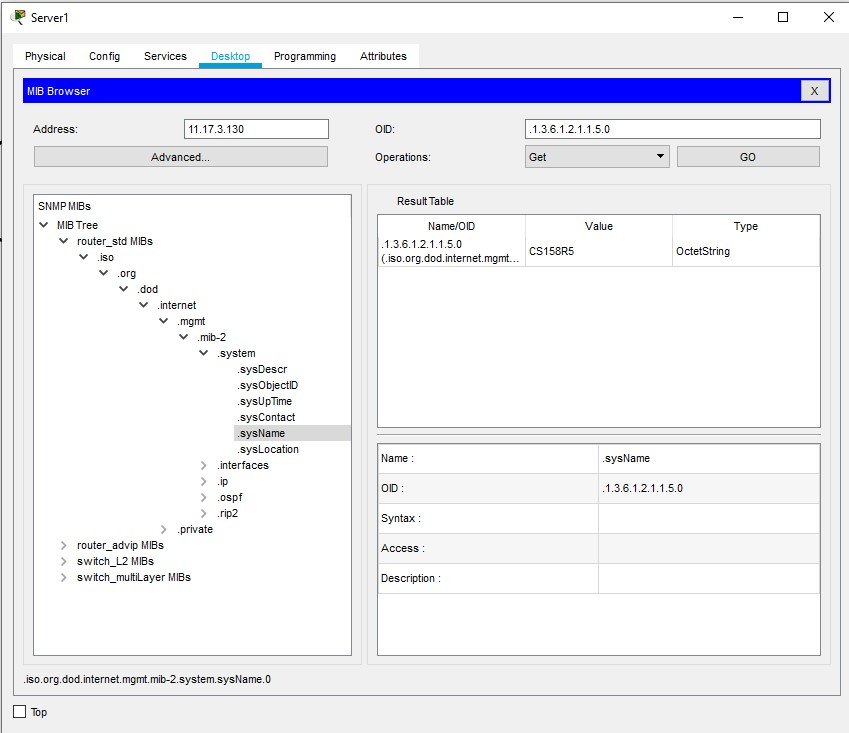 Server1
Physical Config Services Desktop Programming Attributes
MIB Browser X
Address: 11.17.3.130 OID: .1.3.6.1.2.1.1.5.0
Advanced... Operations: Get GO
SNMP MIBs
MIB Tree
router_std MIBs
.iso
.org
.dod
.internet
.mgmt
.mib-2
.system
.sysDescr
.sysObjectID
.sysUpTime
.sysContact
.sysName
.sysLocation
.interfaces
.ip
.ospf
.rip2
.private
router_advip MIBs
switch_L2 MIBs
switch_multiLayer MIBs
Result Table
Name/OID Value Type
.1.3.6.1.2.1.1.5.0
(.iso.org.dod.internet.mgmt... CS158R5 OctetString
Name : .sysName
OID : .1.3.6.1.2.1.1.5.0
Syntax :
Access :
Description :
.iso.org.dod.internet.mgmt.mib-2.system.sysName.0
Top